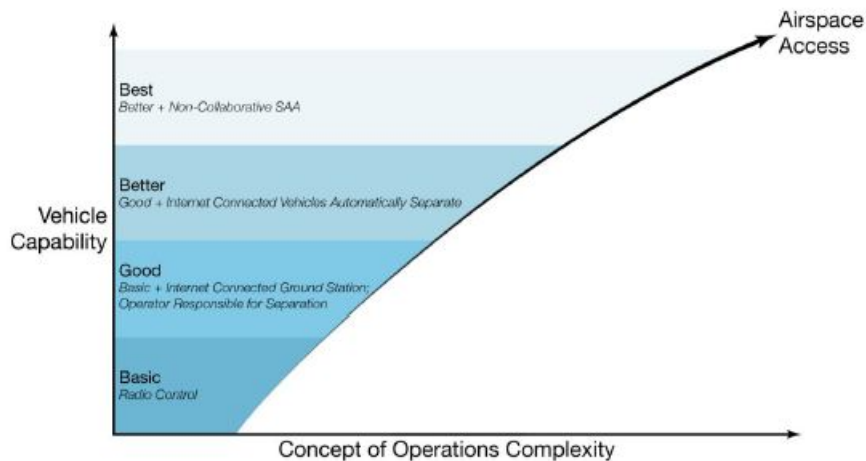 Airspace
Access
Best
Better + Non-Collaborative SAA
Better
Good + Internet Connected Vehicles Automatically Separate
Vehicle
Capability
Good
Basic + Internet Connected Ground Station;
Operator Responsible for Separation
Basic
Radio Control
Concept of Operations Complexity